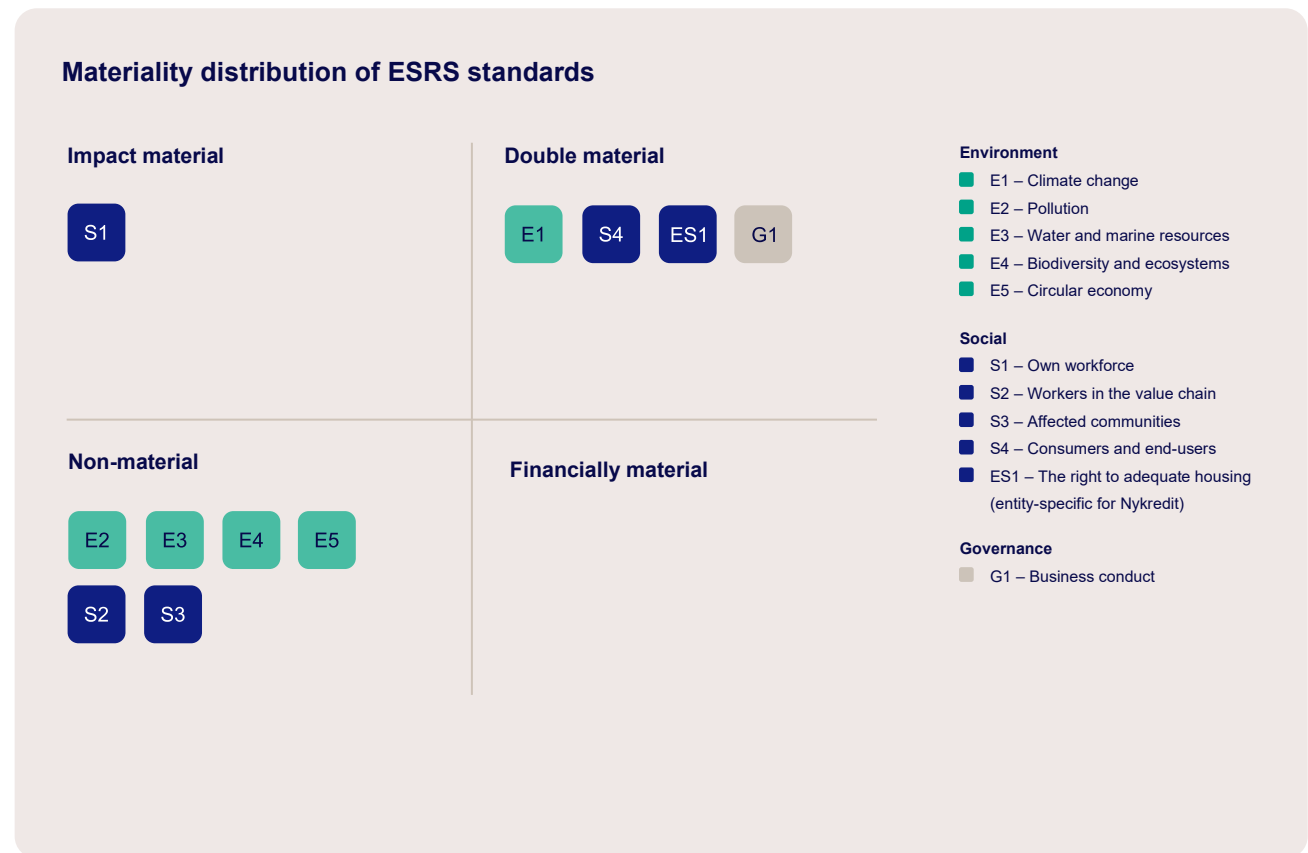 Materiality distribution of ESRS standards
Impact material
S1
Double material
E1 S4 ES1 G1
Non-material
E2 E3 E4 E5
S2 S3
Financially material
Environment
E1 – Climate change
E2 – Pollution
E3 – Water and marine resources
E4 – Biodiversity and ecosystems
E5 – Circular economy
Social
S1 – Own workforce
S2 – Workers in the value chain
S3 – Affected communities
S4 – Consumers and end-users
ES1 – The right to adequate housing
(entity-specific for Nykredit)
Governance
G1 – Business conduct